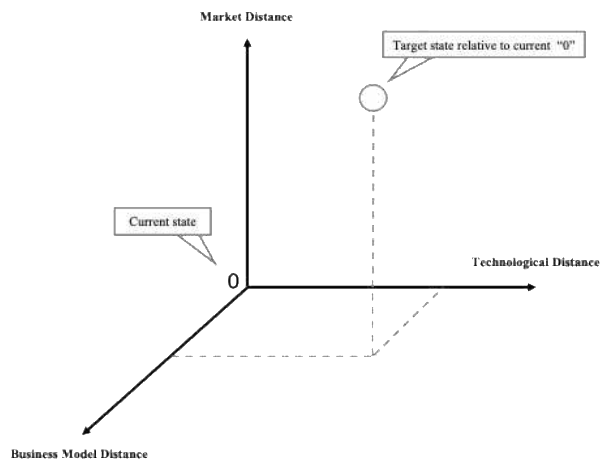 Market Distance
Target state relative to current “0”
Current state
0
Technological Distance
Business Model Distance